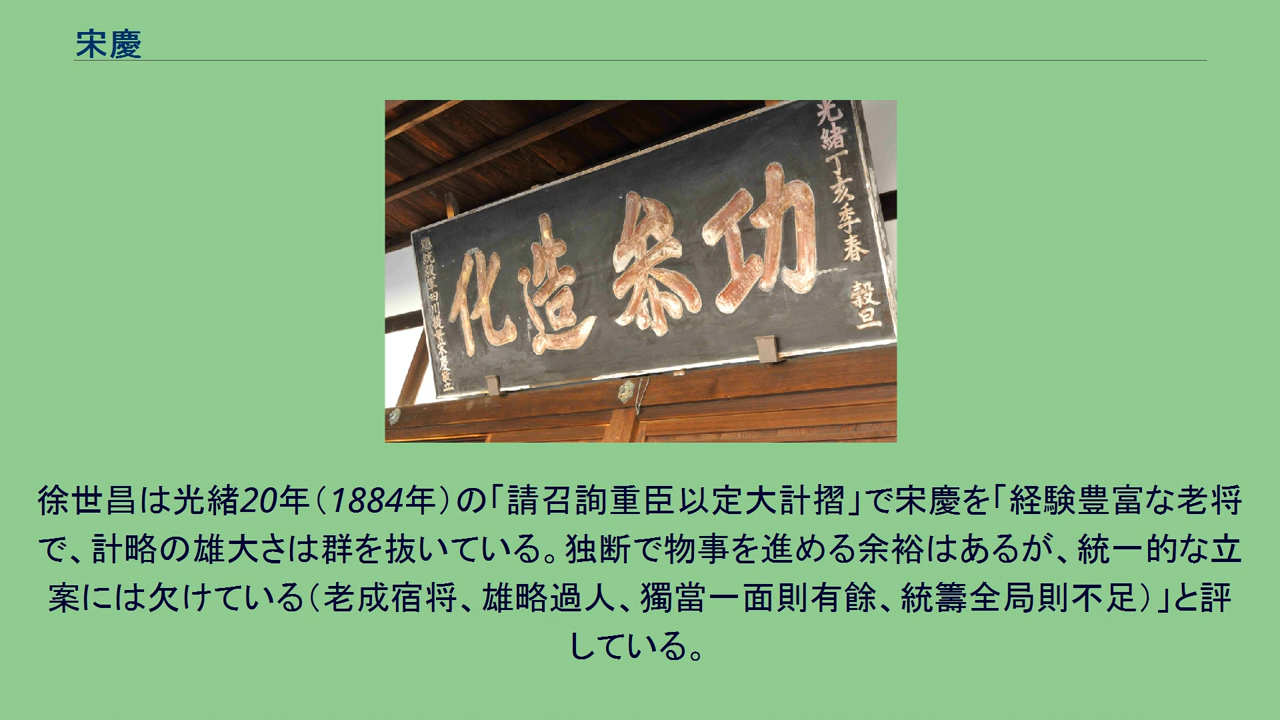 宋慶
光緒丁亥季春 穀旦
功参造化
徐世昌は光緒20年（1884年）の「請召詢重臣以定大計摺」で宋慶を「経験豊富な老将
で、計略の雄大さは群を抜いている。独断で物事を進める余裕はあるが、統一的な立
案には欠けている（老成宿将、雄略過人、獨當一面則有餘、統籌全局則不足）」と評
している。